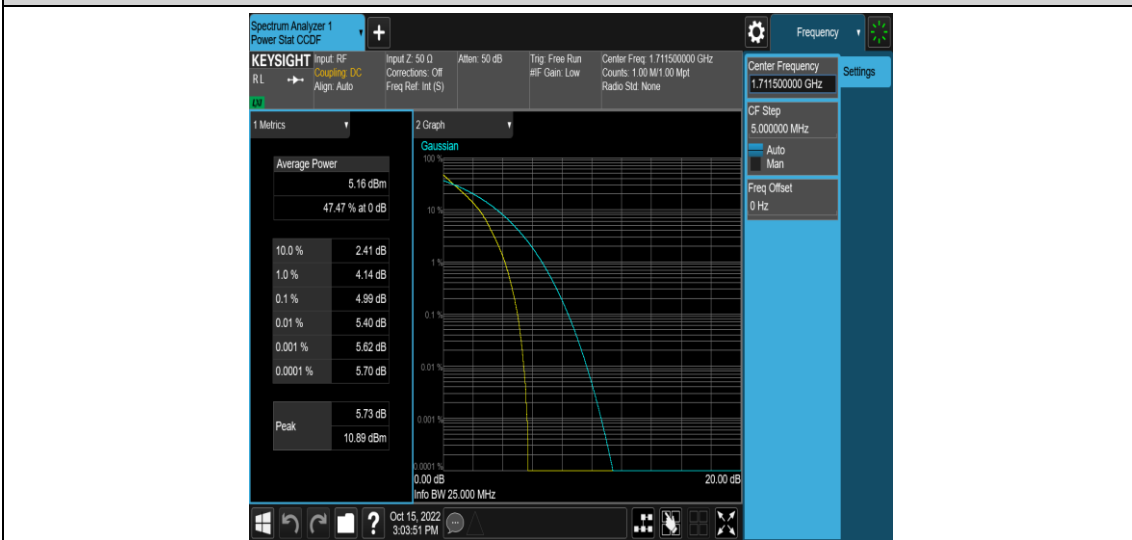 Spectrum Analyzer 1
Power Stat CCDF
+
Frequency
KEYSIGHT
RL
LXI
Input: RF
Coupling: DC
Align: Auto
Input Z: 50 Ω
Corrections: Off
Freq Ref: Int (S)
Atten: 50 dB
Trig: Free Run
#IF Gain: Low
Center Freq: 1.711500000 GHz
Counts: 1.00 M/1.00 Mpt
Radio Std: None
Center Frequency
1.711500000 GHz
Settings
CF Step
5.000000 MHz
Auto
Man
Freq Offset
0 Hz
1 Metrics
Average Power
5.16 dBm
47.47 % at 0 dB
10.0 % 2.41 dB
1.0 % 4.14 dB
0.1 % 4.99 dB
0.01 % 5.40 dB
0.001 % 5.62 dB
0.0001 % 5.70 dB
Peak
5.73 dB
10.89 dBm
2 Graph
Gaussian
100 %
10 %
1 %
0.1 %
0.01 %
0.001 %
0.0001 %
0.00 dB 20.00 dB
Info BW 25.000 MHz
?
Oct 15, 2022
3:03:51 PM